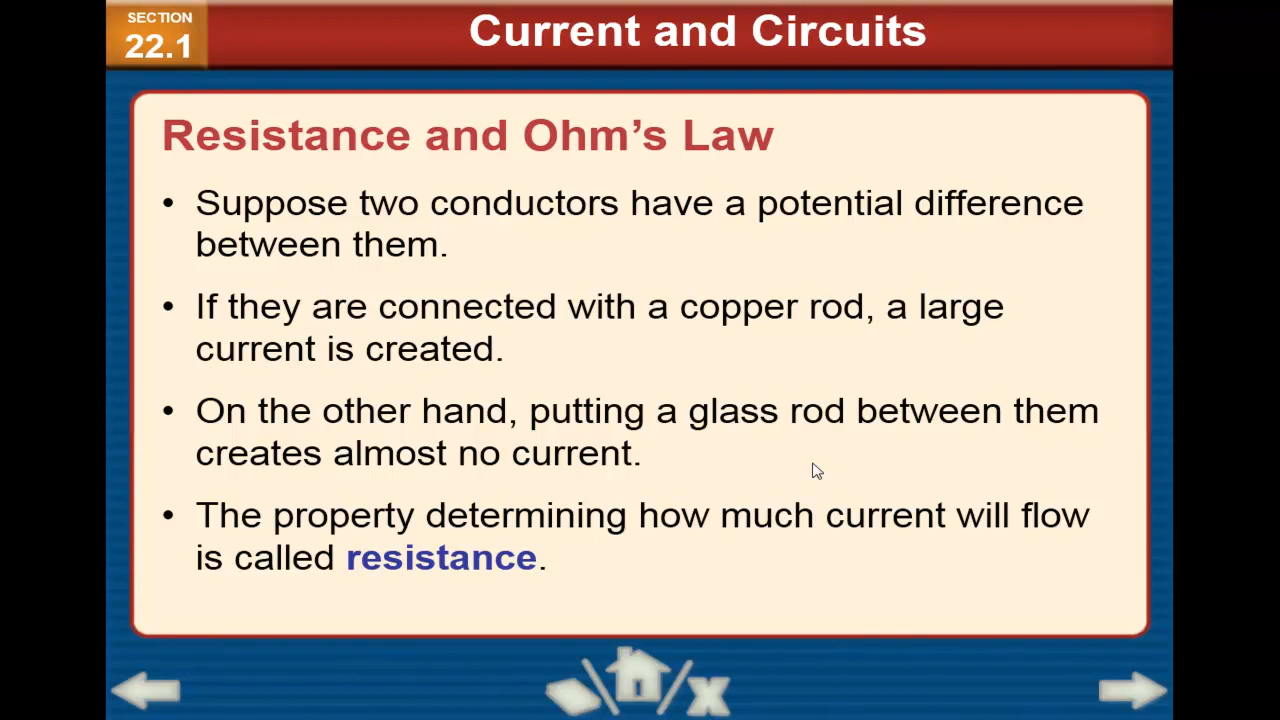 SECTION
22.1
Current and Circuits
Resistance and Ohm’s Law
• Suppose two conductors have a potential difference
between them.
• If they are connected with a copper rod, a large
current is created.
• On the other hand, putting a glass rod between them
creates almost no current.
• The property determining how much current will flow
is called resistance.